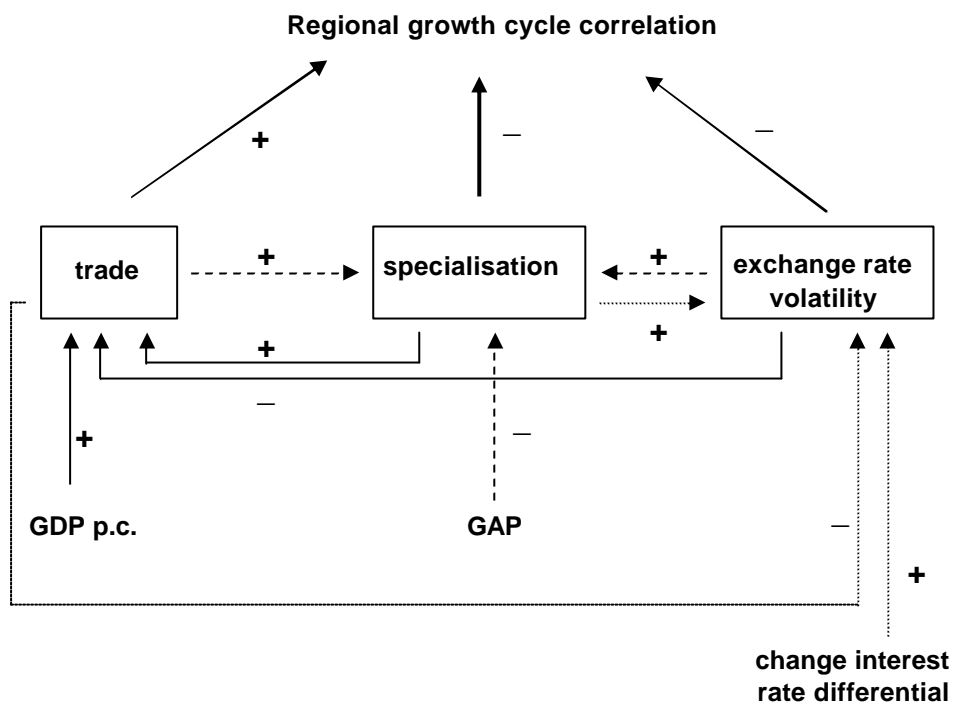 Regional growth cycle correlation
+
–
–
trade
+
specialisation
+
exchange rate
volatility
+
+
–
+
–
GDP p.c.
GAP
–
+
change interest
rate differential